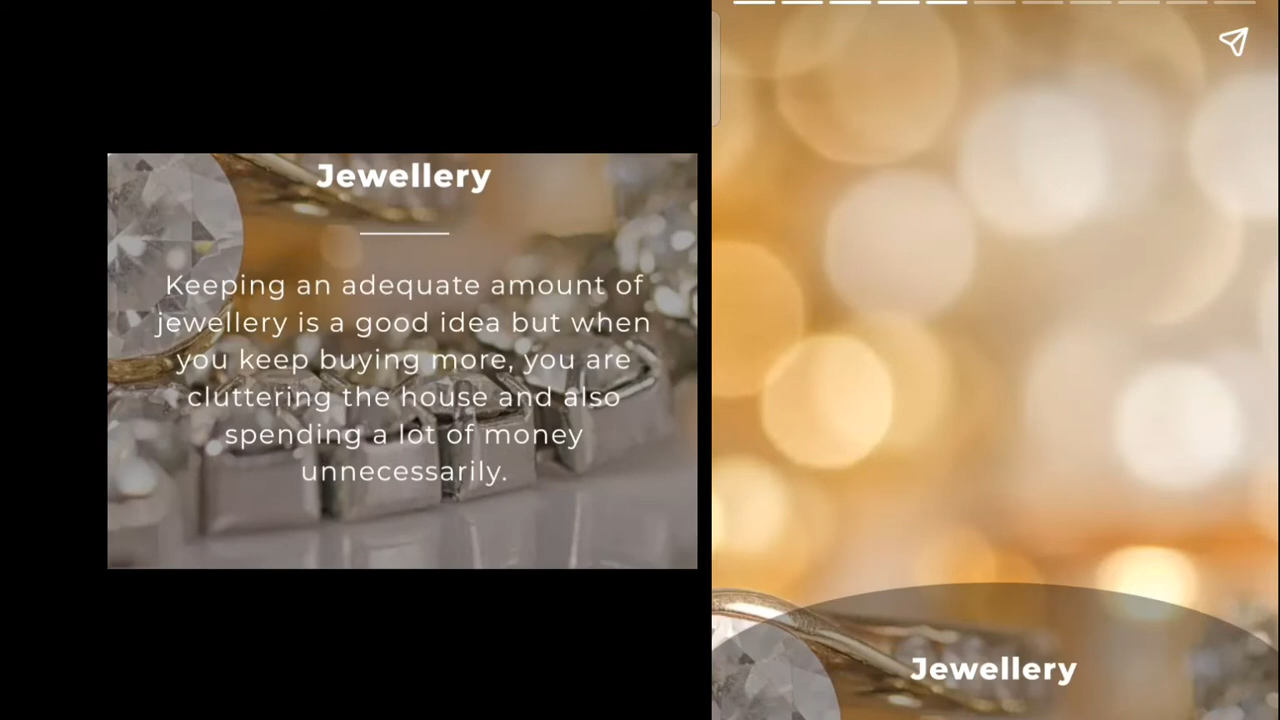 Jewellery
Keeping an adequate amount of
jewellery is a good idea but when
you keep buying more, you are
cluttering the house and also
spending a lot of money
unnecessarily.
Jewellery